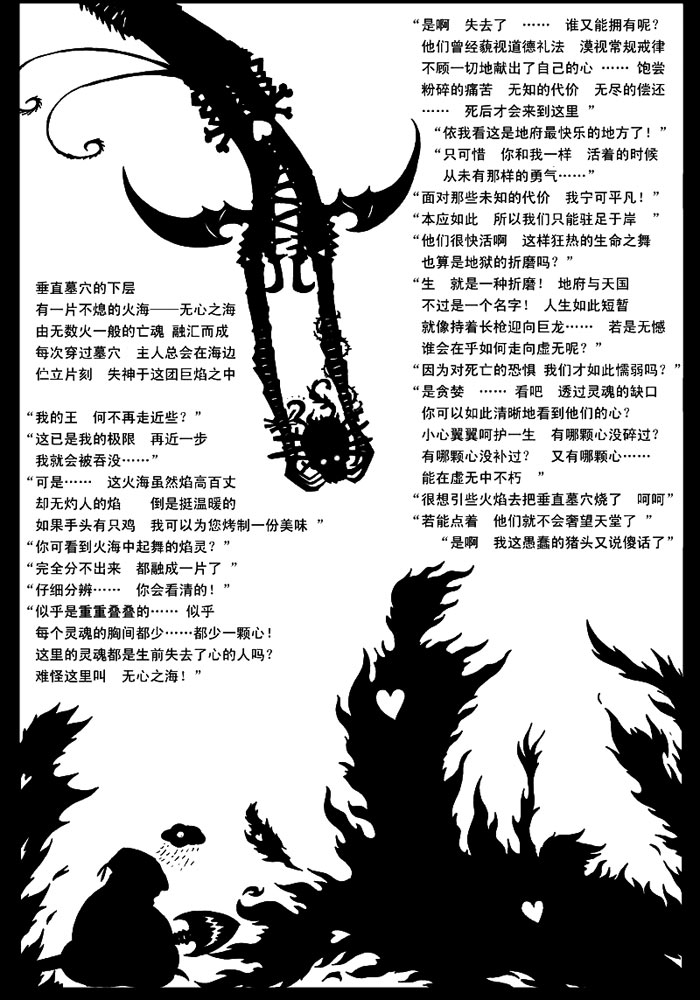 垂直墓穴的下层
有一片不熄的火海——无心之海
由无数火一般的亡魂 融汇而成
每次穿过墓穴 主人总会在海边
伫立片刻 失神于这团巨焰之中
“我的王 何不再走近些？”
“这已是我的极限 再近一步
我就会被吞没……”
“可是…… 这火海虽然焰高百丈
却无灼人的焰 倒是挺温暖的
如果手头有只鸡 我可以为您烤制一份美味 ”
“你可看到火海中起舞的焰灵？”
“完全分不出来 都融成一片了 ”
“仔细分辨…… 你会看清的！”
“似乎是重重叠叠的…… 似乎
每个灵魂的胸间都少……都少一颗心！
这里的灵魂都是生前失去了心的人吗？
难怪这里叫 无心之海！”
“是啊 失去了 …… 谁又能拥有呢？
他们曾经藐视道德礼法 漠视常规戒律
不顾一切地献出了自己的心 …… 饱尝
粉碎的痛苦 无知的代价 无尽的偿还
…… 死后才会来到这里 ”
“依我看这是地府最快乐的地方了！”
“只可惜 你和我一样 活着的时候
从未有那样的勇气……”
“面对那些未知的代价 我宁可平凡！”
“本应如此 所以我们只能驻足于岸 ”
“他们很快活啊 这样狂热的生命之舞
也算是地狱的折磨吗？”
“生 就是一种折磨！ 地府与天国
不过是一个名字！ 人生如此短暂
就像持着长枪迎向巨龙…… 若是无憾
谁会在乎如何走向虚无呢？”
“因为对死亡的恐惧 我们才如此懦弱吗？”
“是贪婪 …… 看吧 透过灵魂的缺口
你可以如此清晰地看到他们的心？
小心翼翼呵护一生 有哪颗心没碎过？
有哪颗心没补过？ 又有哪颗心……
能在虚无中不朽 ”
“很想引些火焰去把垂直墓穴烧了 呵呵”
“若能点着 他们就不会奢望天堂了 ”
“是啊 我这愚蠢的猪头又说傻话了”